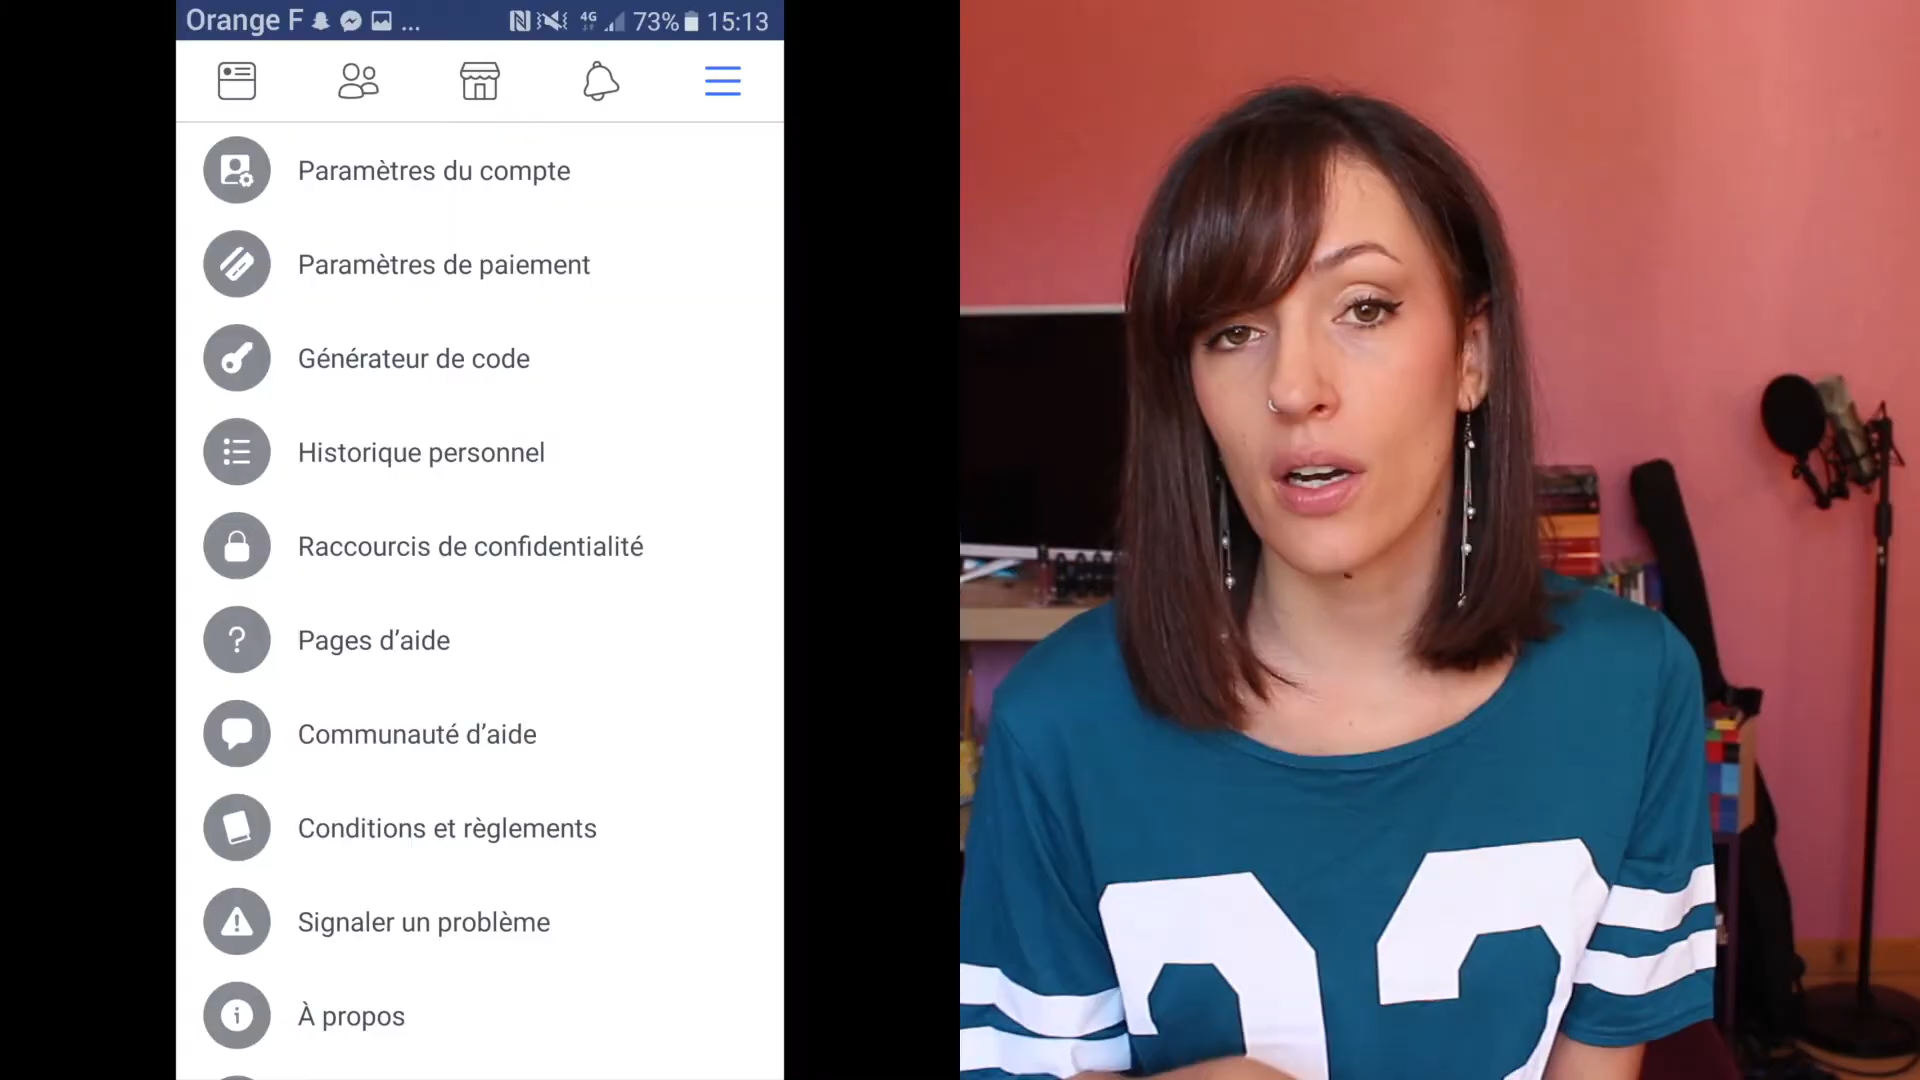 Orange F ... 4G 73% 15:13
Paramètres du compte
Paramètres de paiement
Générateur de code
Historique personnel
Raccourcis de confidentialité
? Pages d’aide
Communauté d’aide
Conditions et règlements
Signaler un problème
À propos